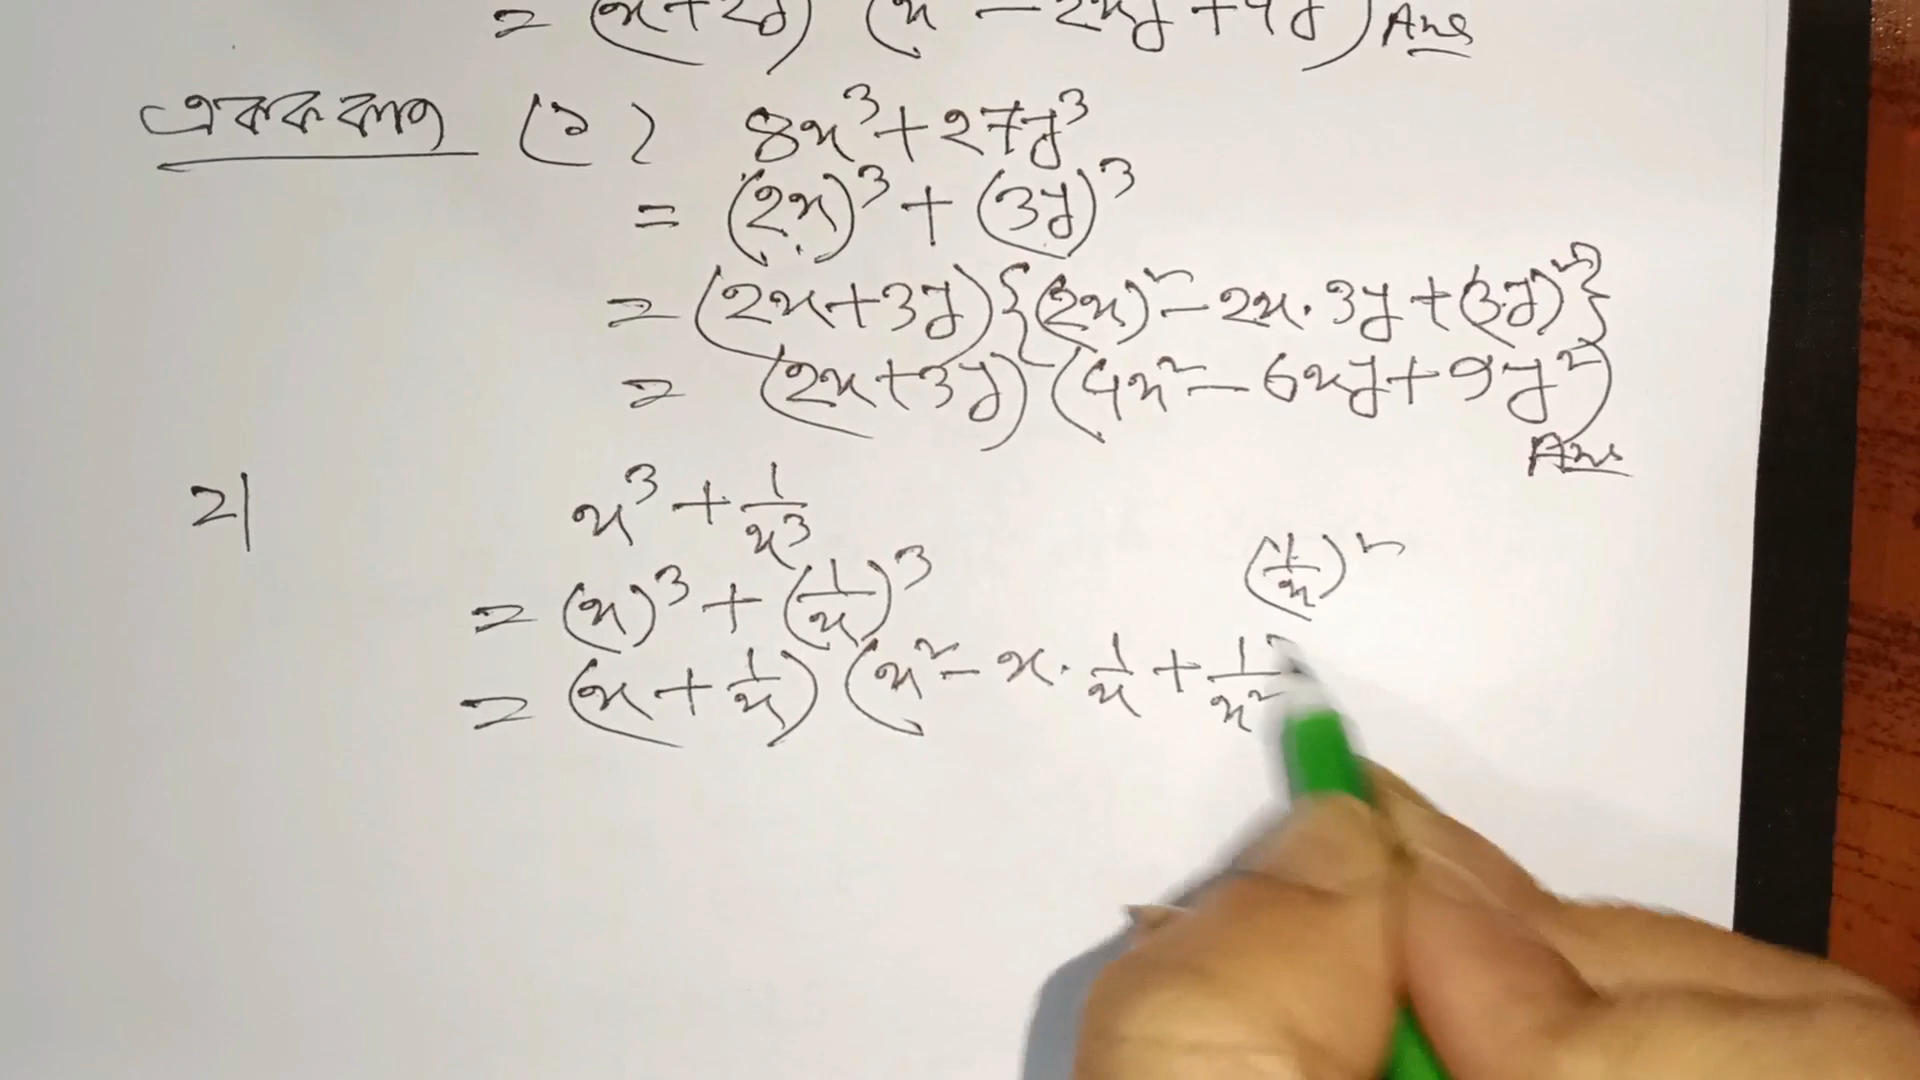 = (x+2y) (x² - 2xy + 4y²) Ans
একক কাজ (১) 8x³ + 27y³
= (2x)³ + (3y)³
= (2x+3y){(2x)² - 2x·3y + (3y)²}
= (2x+3y) (4x² - 6xy + 9y²)
Ans
2| x³ + 1/x³
= (x)³ + (1/x)³ (1/x)²
= (x + 1/x) (x² - x·1/x + 1/x²